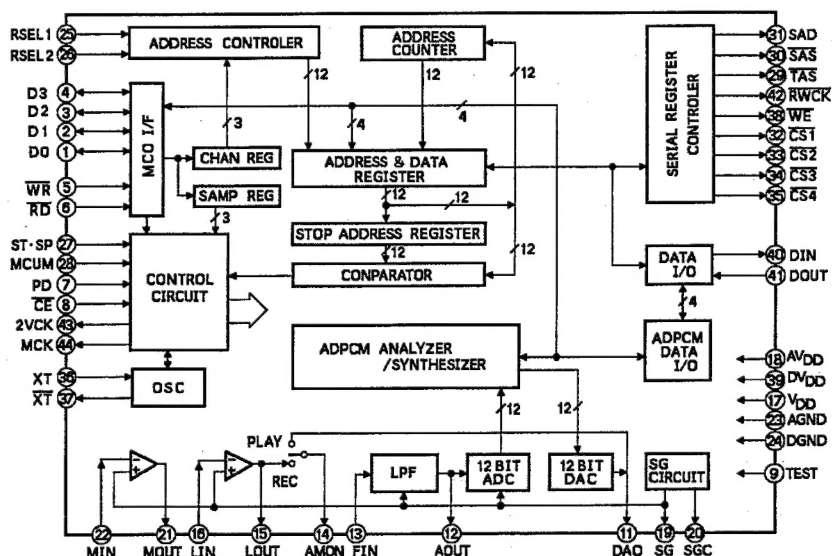 RSEL1 25
RSEL2 26
D3 4
D2 3
D1 2
D0 1
WR 5
RD 6
ST·SP 27
MCUM 28
PD 7
CE 8
2VCK 43
MCK 44
XT 36
XT 37
ADDRESS CONTROLER
ADDRESS
COUNTER
12
12
12
MCO I/F
3
4
4
CHAN REG
SAMP REG
3
ADDRESS & DATA
REGISTER
12
12
STOP ADDRESS REGISTER
12
12
CONPARATOR
CONTROL
CIRCUIT
OSC
ADPCM ANALYZER
/SYNTHESIZER
12
12
SERIAL REGISTER
CONTROLER
DATA
I/O
4
ADPCM
DATA
I/O
31 SAD
30 SAS
29 TAS
42 RWCK
38 WE
32 CS1
33 CS2
34 CS3
35 CS4
40 DIN
41 DOUT
18 AVDD
39 DVDD
17 VDD
23 AGND
24 DGND
9 TEST
PLAY
REC
LPF
12BIT
ADC
12BIT
DAC
SG
CIRCUIT
22 21 16 15 14 13 12 11 19 20
MIN MOUT LIN LOUT AMON FIN AOUT DAO SG SGC